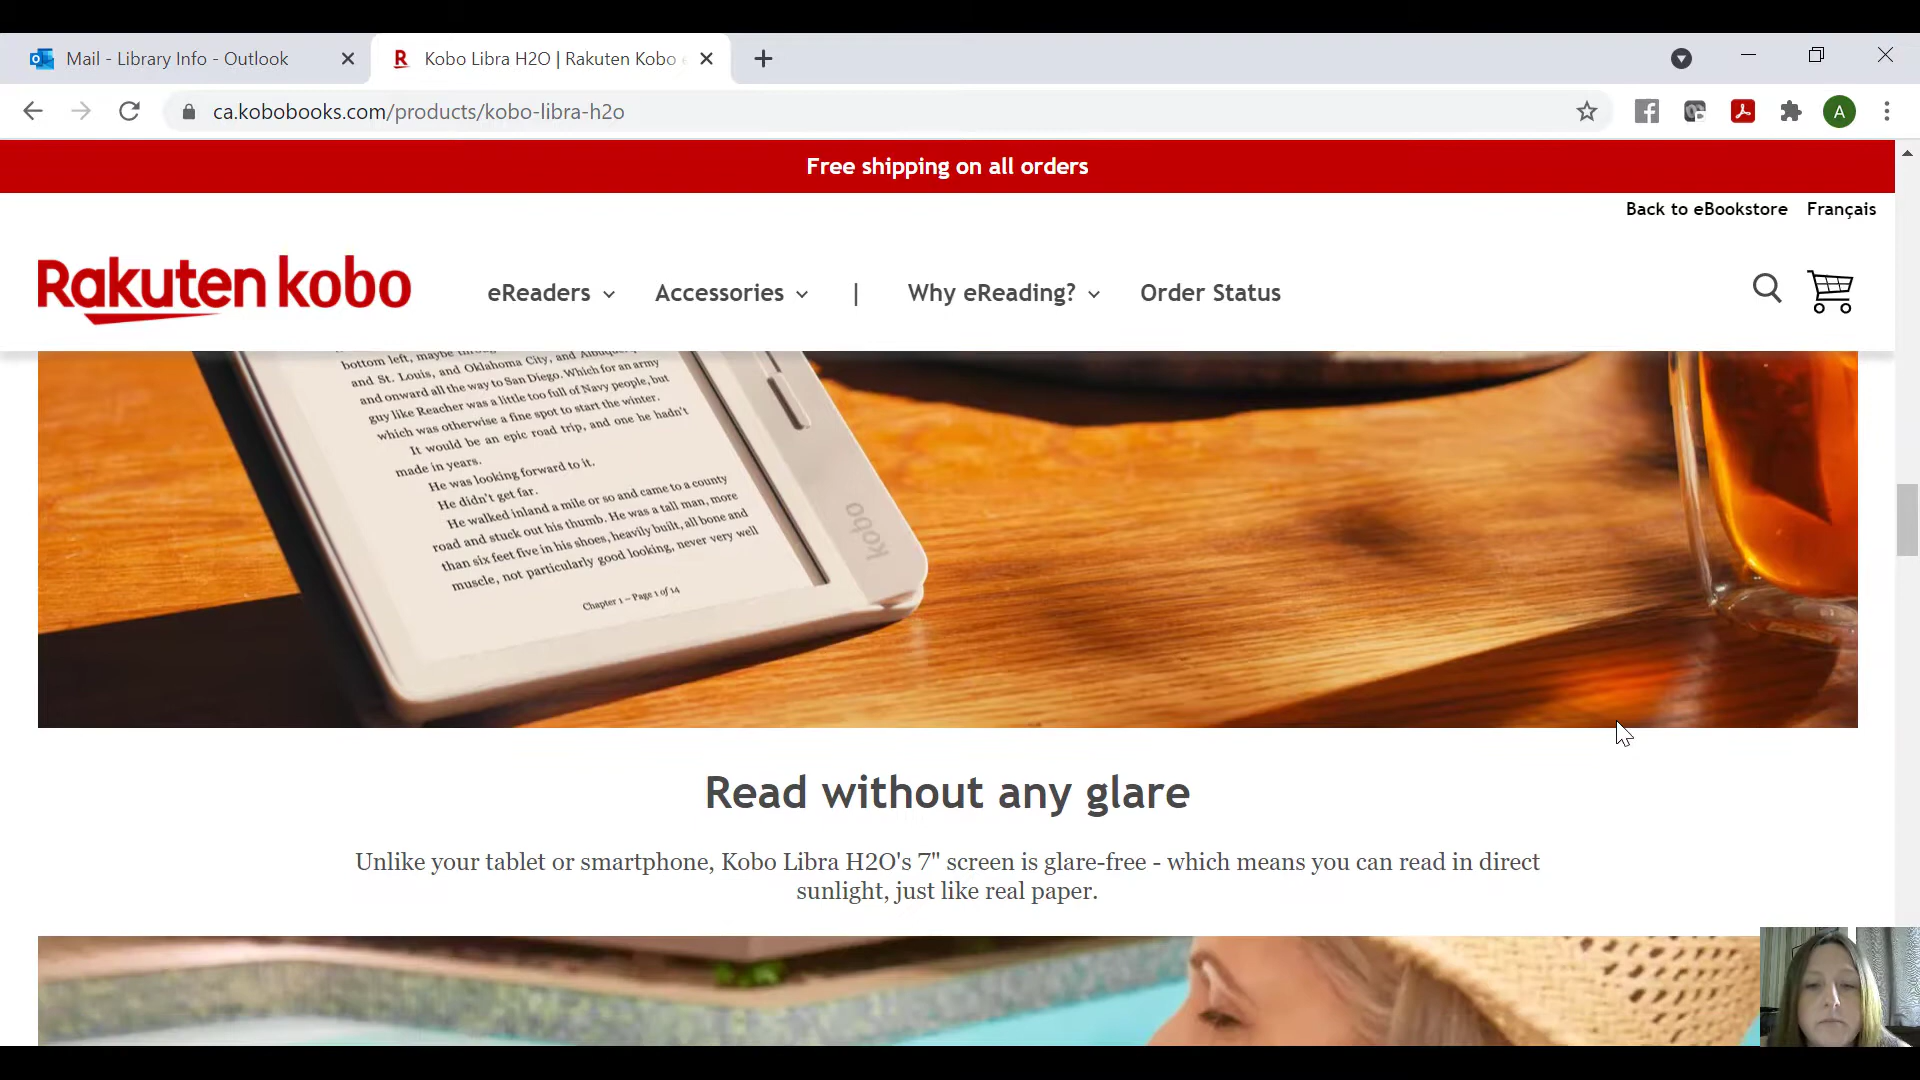 Mail - Library Info - Outlook
Kobo Libra H2O | Rakuten Kobo
ca.kobobooks.com/products/kobo-libra-h2o
A
Free shipping on all orders
Back to eBookstore Français
Rakuten kobo
eReaders
Accessories
|
Why eReading?
Order Status
bottom left, maybe
and St. Louis, and Oklahoma City, and
and onward all the way to San Diego. Which for an army
guy like Reacher was a little too full of Navy people, but
which was otherwise a fine spot to start the winter.
It would be an epic road trip, and one he hadn't
made in years.
He was looking forward to it.
He didn't get far.
He walked inland a mile or so and came to a county
road and stuck out his thumb. He was a tall man, more
than six feet five in his shoes, heavily built, all bone and
muscle, not particularly good looking, never very well
Chapter 1 – Page 1 of 14
kobo
Read without any glare
Unlike your tablet or smartphone, Kobo Libra H2O's 7" screen is glare-free - which means you can read in direct
sunlight, just like real paper.